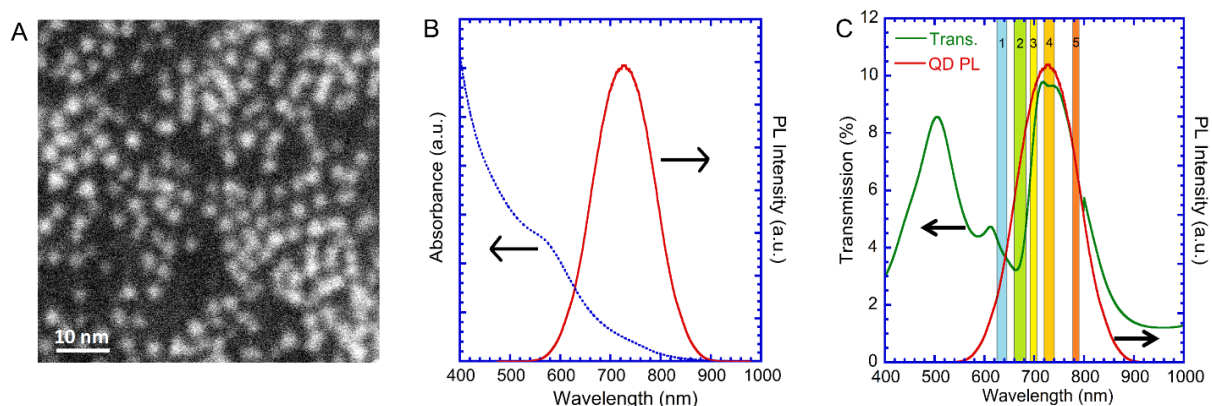 A
10 nm
B
Absorbance (a.u.)
PL Intensity (a.u.)
400 500 600 700 800 900 1000
Wavelength (nm)
C
12
10
8
6
4
2
0
Transmission (%)
Trans.
QD PL
1 2 3 4 5
PL Intensity (a.u.)
400 500 600 700 800 900 1000
Wavelength (nm)